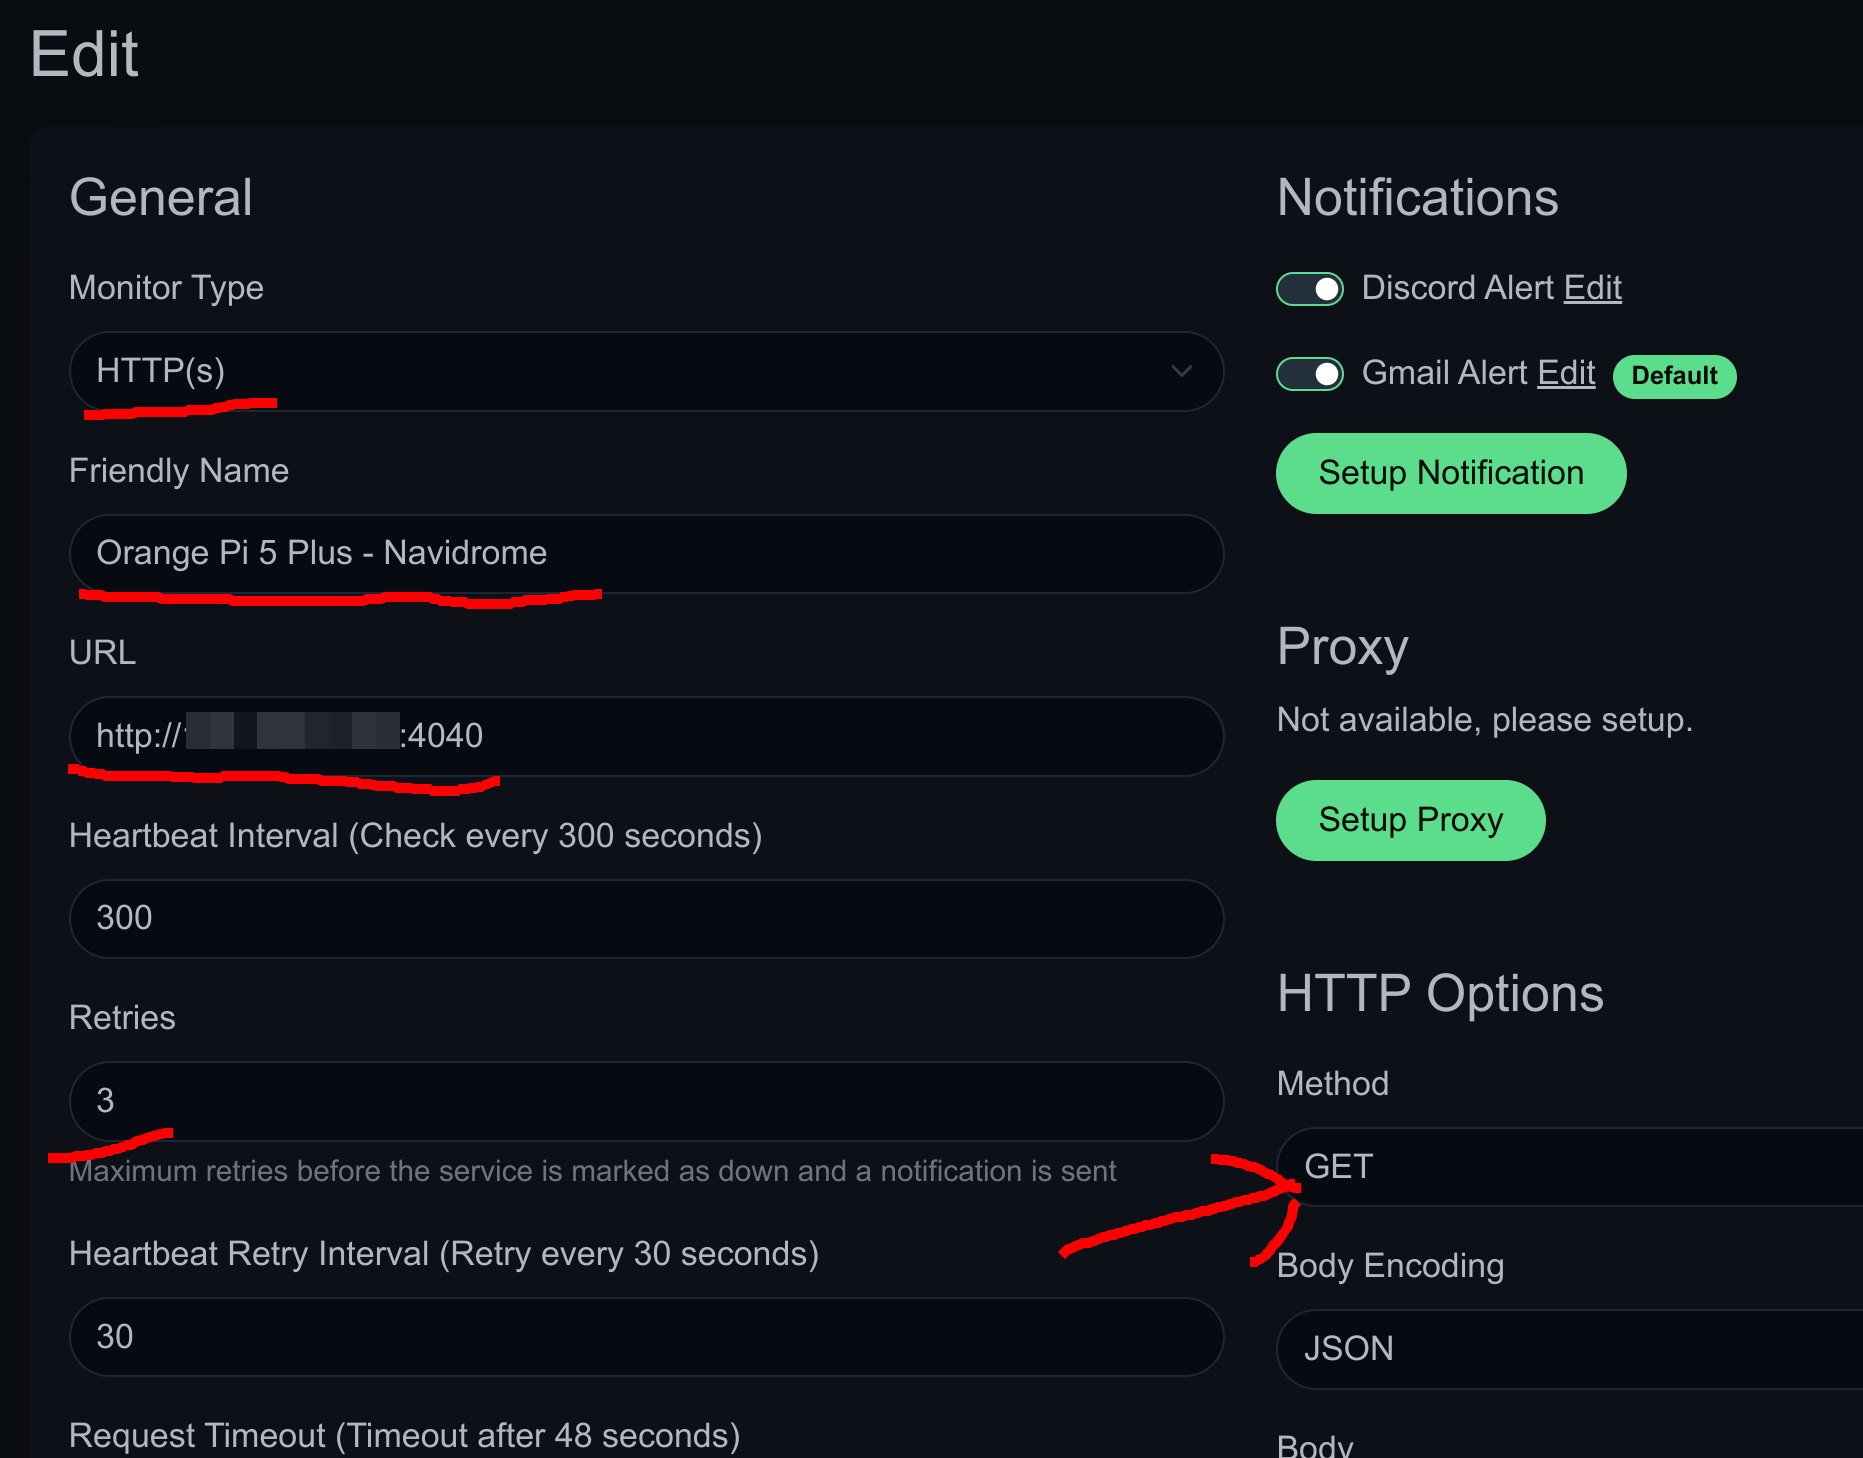 Edit
General
Monitor Type
HTTP(s)
Friendly Name
Orange Pi 5 Plus - Navidrome
URL
http:// :4040
Heartbeat Interval (Check every 300 seconds)
300
Retries
3
Maximum retries before the service is marked as down and a notification is sent
Heartbeat Retry Interval (Retry every 30 seconds)
30
Request Timeout (Timeout after 48 seconds)
Notifications
Discord Alert Edit
Gmail Alert Edit Default
Setup Notification
Proxy
Not available, please setup.
Setup Proxy
HTTP Options
Method
GET
Body Encoding
JSON
Body